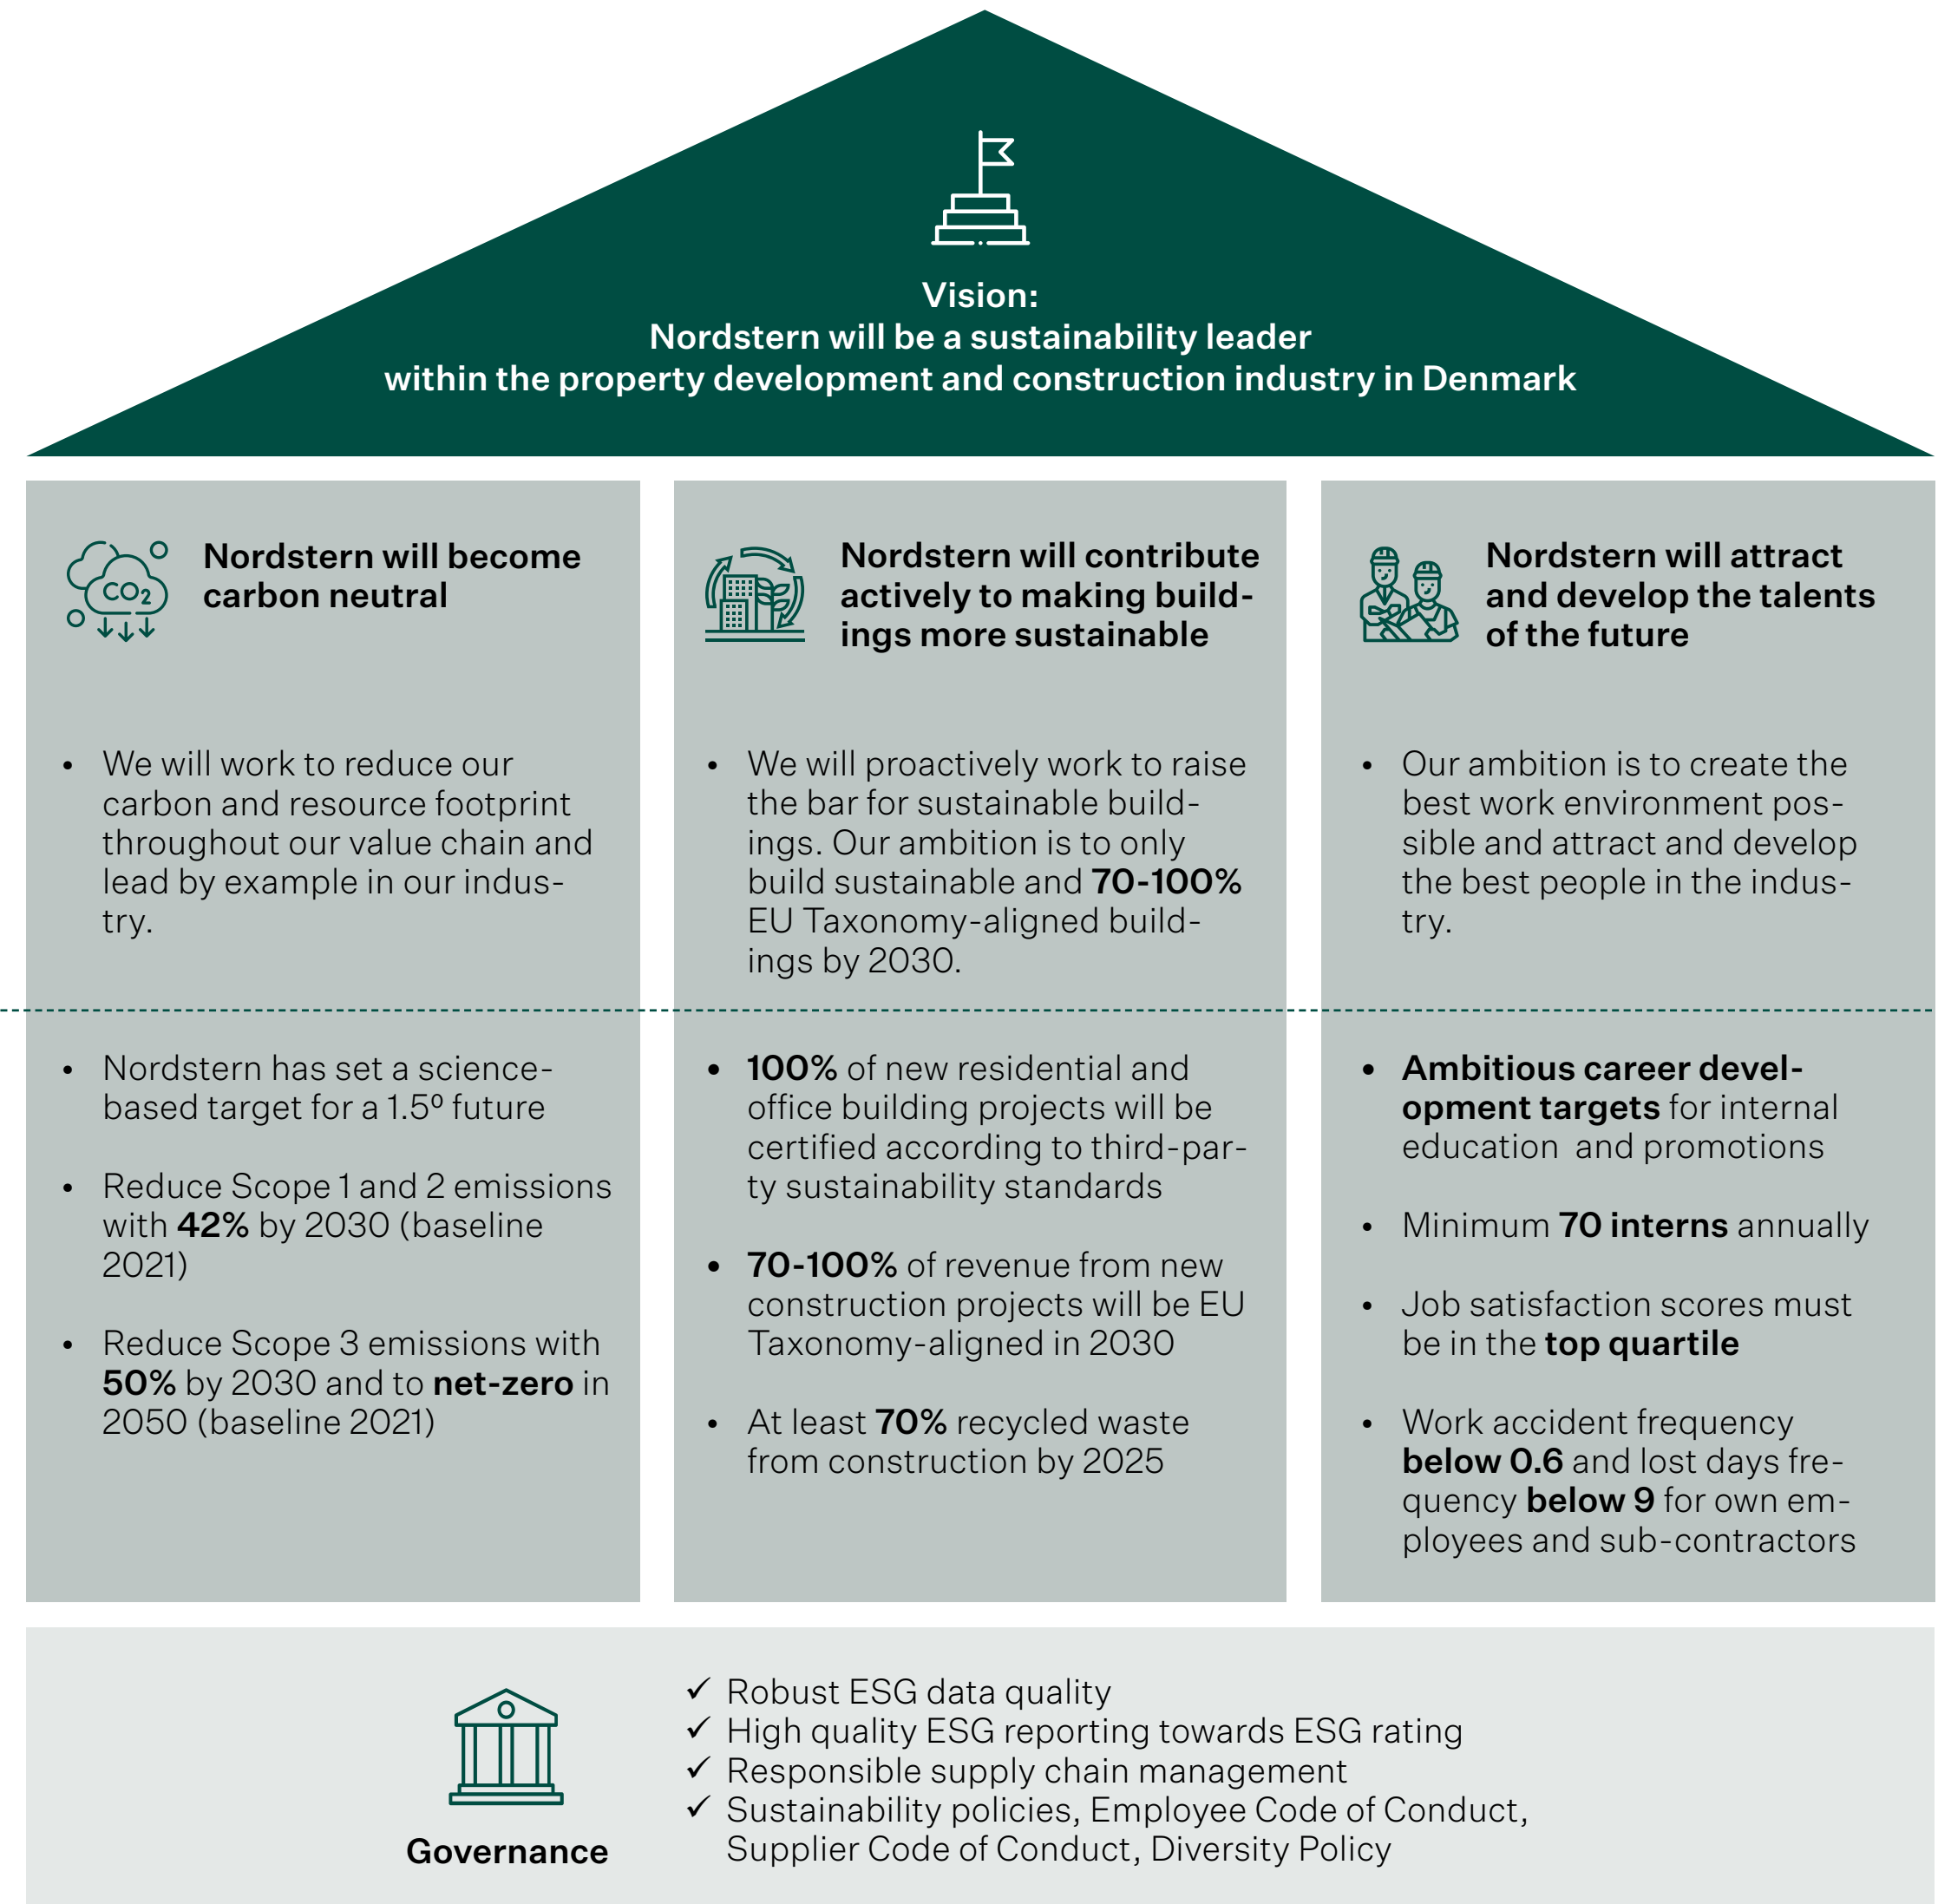 Vision:
Nordstern will be a sustainability leader
within the property development and construction industry in Denmark
CO2
Nordstern will become
carbon neutral
• We will work to reduce our
carbon and resource footprint
throughout our value chain and
lead by example in our indus-
try.
• Nordstern has set a science-
based target for a 1.5º future
• Reduce Scope 1 and 2 emissions
with 42% by 2030 (baseline
2021)
• Reduce Scope 3 emissions with
50% by 2030 and to net-zero in
2050 (baseline 2021)
Nordstern will contribute
actively to making build-
ings more sustainable
• We will proactively work to raise
the bar for sustainable build-
ings. Our ambition is to only
build sustainable and 70-100%
EU Taxonomy-aligned build-
ings by 2030.
• 100% of new residential and
office building projects will be
certified according to third-par-
ty sustainability standards
• 70-100% of revenue from new
construction projects will be EU
Taxonomy-aligned in 2030
• At least 70% recycled waste
from construction by 2025
Nordstern will attract
and develop the talents
of the future
• Our ambition is to create the
best work environment pos-
sible and attract and develop
the best people in the indus-
try.
• Ambitious career devel-
opment targets for internal
education and promotions
• Minimum 70 interns annually
• Job satisfaction scores must
be in the top quartile
• Work accident frequency
below 0.6 and lost days fre-
quency below 9 for own em-
ployees and sub-contractors
Governance
✓ Robust ESG data quality
✓ High quality ESG reporting towards ESG rating
✓ Responsible supply chain management
✓ Sustainability policies, Employee Code of Conduct,
Supplier Code of Conduct, Diversity Policy